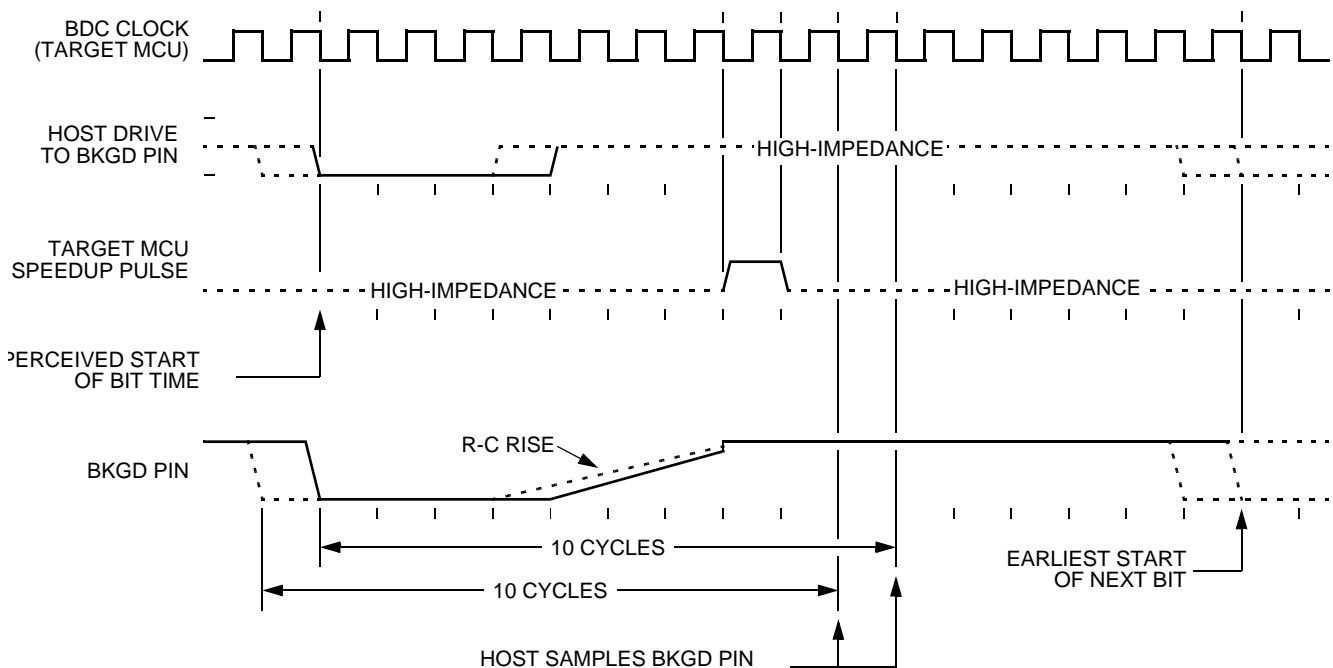 BDC CLOCK
(TARGET MCU)
HOST DRIVE
TO BKGD PIN
HIGH-IMPEDANCE
TARGET MCU
SPEEDUP PULSE
HIGH-IMPEDANCE
HIGH-IMPEDANCE
PERCEIVED START
OF BIT TIME
R-C RISE
BKGD PIN
10 CYCLES
EARLIEST START
OF NEXT BIT
10 CYCLES
HOST SAMPLES BKGD PIN